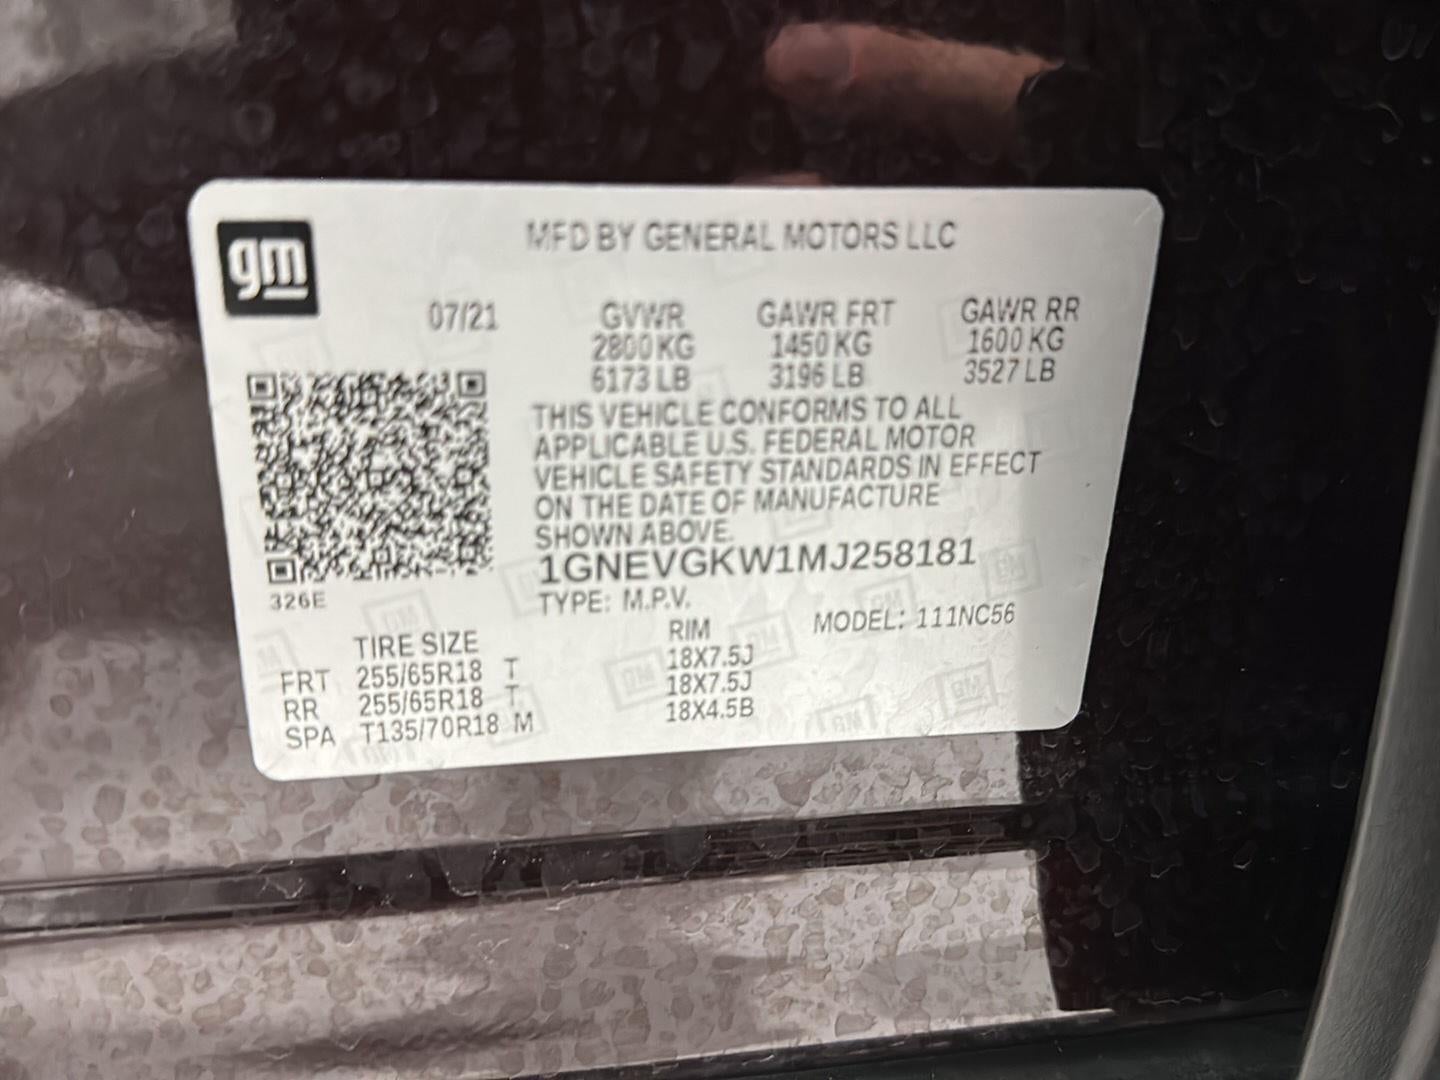 gm
MFD BY GENERAL MOTORS LLC
07/21 GVWR GAWR FRT GAWR RR
2800 KG 1450 KG 1600 KG
6173 LB 3196 LB 3527 LB
THIS VEHICLE CONFORMS TO ALL
APPLICABLE U.S. FEDERAL MOTOR
VEHICLE SAFETY STANDARDS IN EFFECT
ON THE DATE OF MANUFACTURE
SHOWN ABOVE.
1GNEVGKW1MJ258181
326E
TYPE: M.P.V. MODEL: 111NC56
TIRE SIZE RIM
FRT 255/65R18 T 18X7.5J
RR 255/65R18 T 18X7.5J
SPA T135/70R18 M 18X4.5B